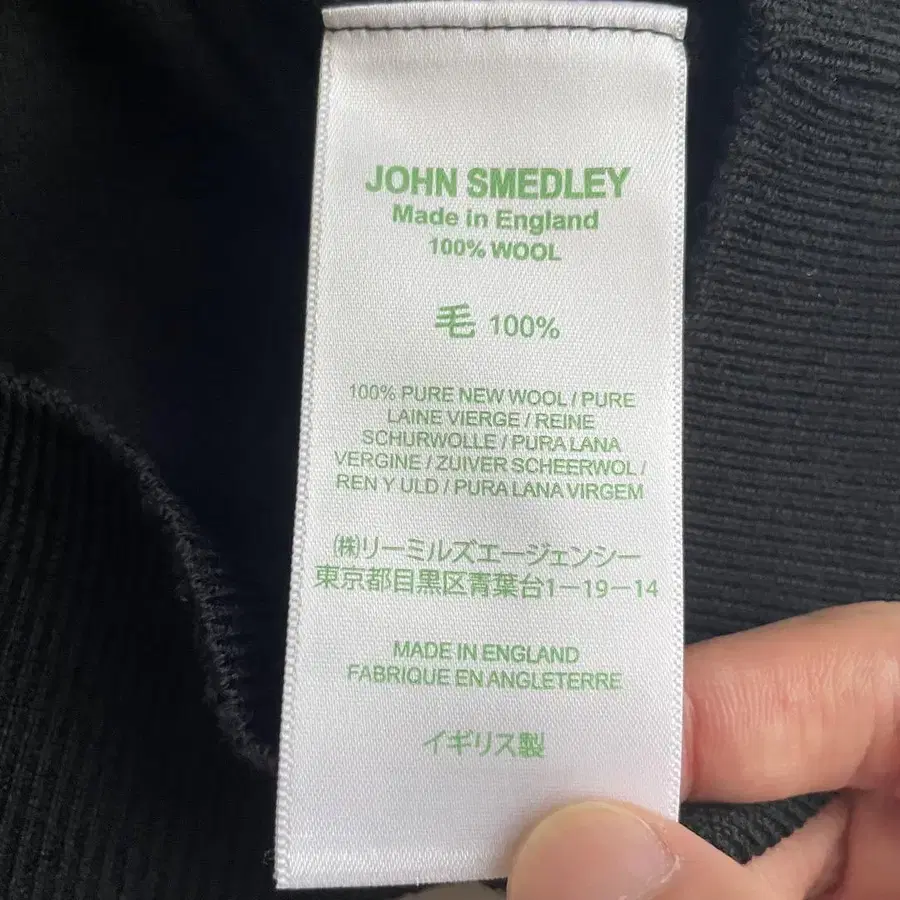 JOHN SMEDLEY
Made in England
100% WOOL
毛 100%
100% PURE NEW WOOL / PURE
LAINE VIERGE / REINE
SCHURWOLLE / PURA LANA
VERGINE / ZUIVER SCHEERWOL /
REN Y ULD / PURA LANA VIRGEM
㈱リーミルズエージェンシー
東京都目黒区青葉台1−19−14
MADE IN ENGLAND
FABRIQUE EN ANGLETERRE
イギリス製